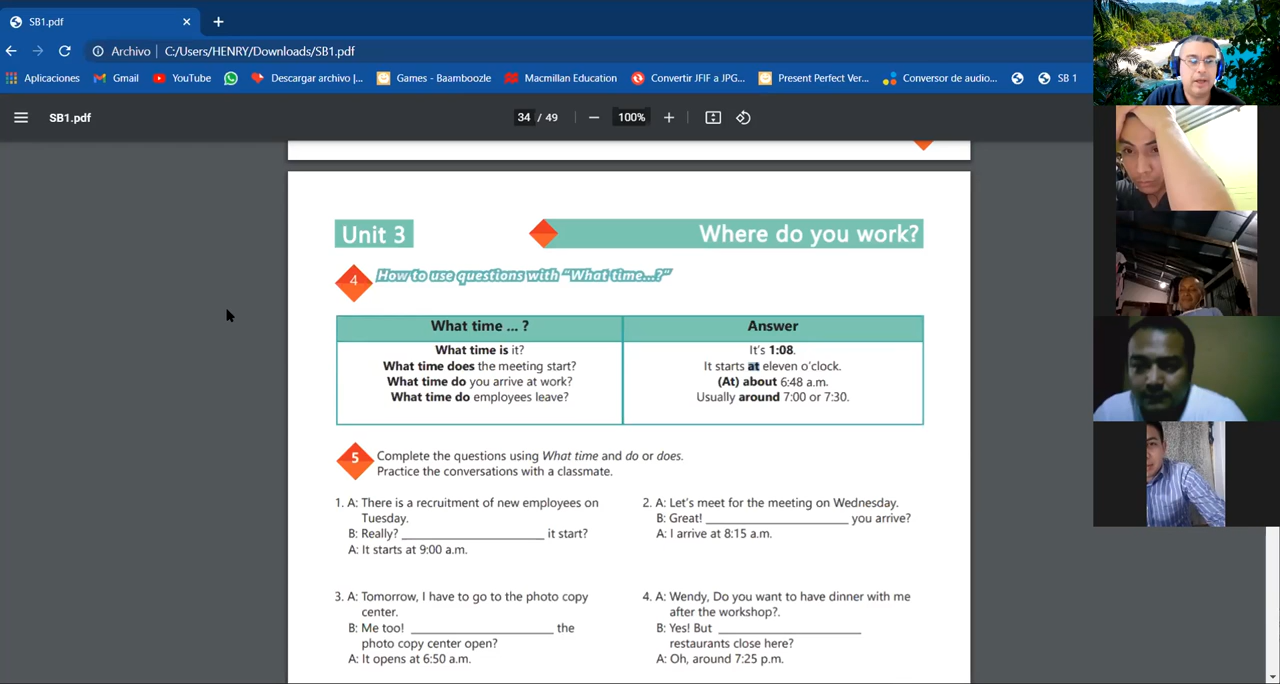 SB1.pdf
Archivo C:/Users/HENRY/Downloads/SB1.pdf
Aplicaciones Gmail YouTube Descargar archivo |... Games - Baamboozle Macmillan Education Convertir JFIF a JPG... Present Perfect Ver... Conversor de audio... SB 1
SB1.pdf 34 / 49 100%
Unit 3 Where do you work?
4 How to use questions with “What time...?”
What time ... ? Answer
What time is it? It's 1:08.
What time does the meeting start? It starts at eleven o'clock.
What time do you arrive at work? (At) about 6:48 a.m.
What time do employees leave? Usually around 7:00 or 7:30.
5 Complete the questions using What time and do or does.
Practice the conversations with a classmate.
1. A: There is a recruitment of new employees on
Tuesday.
B: Really? ____________________ it start?
A: It starts at 9:00 a.m.
2. A: Let's meet for the meeting on Wednesday.
B: Great! ____________________ you arrive?
A: I arrive at 8:15 a.m.
3. A: Tomorrow, I have to go to the photo copy
center.
B: Me too! ____________________ the
photo copy center open?
A: It opens at 6:50 a.m.
4. A: Wendy, Do you want to have dinner with me
after the workshop?.
B: Yes! But ____________________
restaurants close here?
A: Oh, around 7:25 p.m.